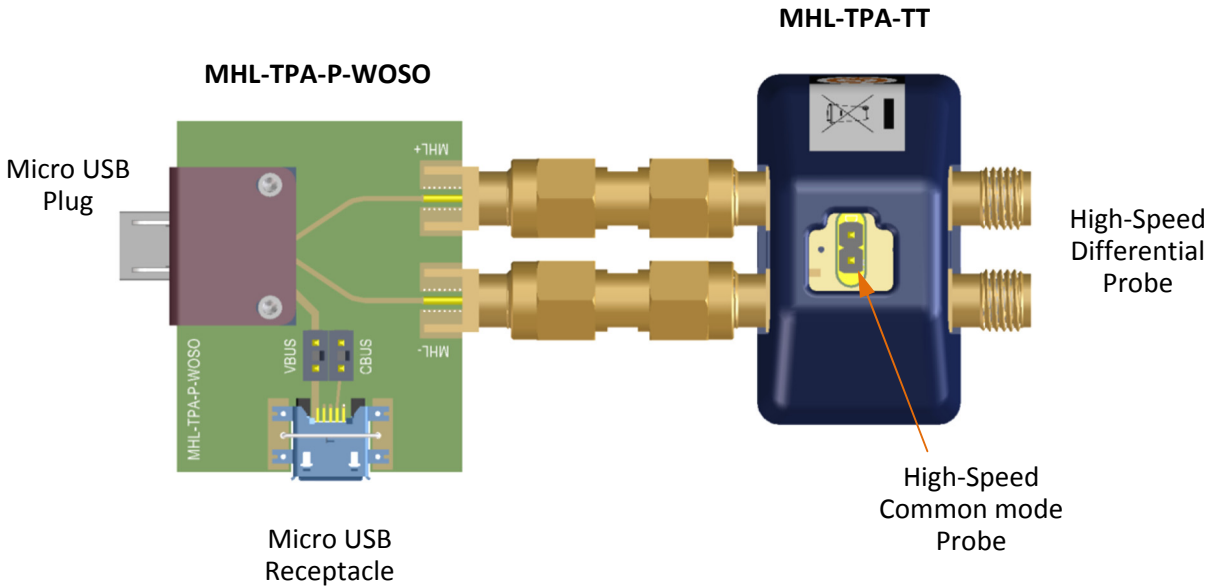 MHL-TPA-TT
MHL-TPA-P-WOSO
Micro USB
Plug
MHL+
MHL-
VBUS
CBUS
MHL-TPA-P-WOSO
High-Speed
Differential
Probe
High-Speed
Common mode
Probe
Micro USB
Receptacle